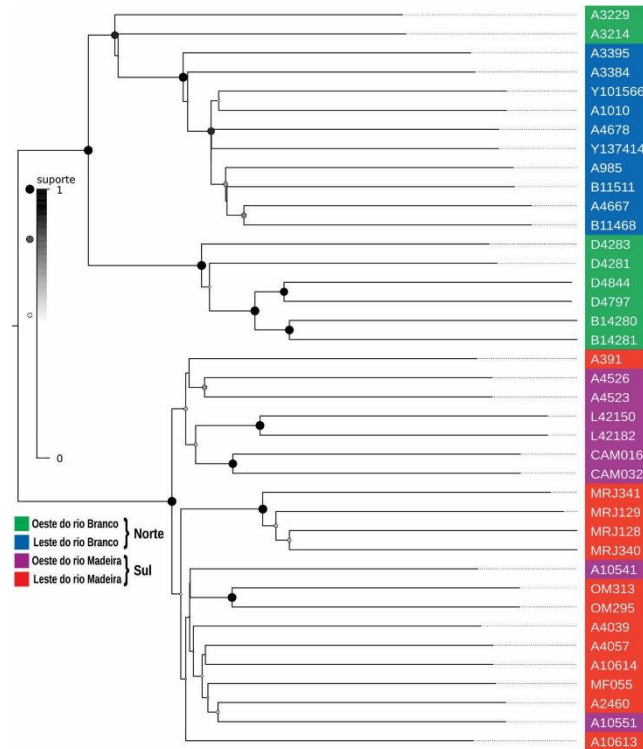 A3229
A3214
A3395
A3384
Y101566
A1010
A4678
Y137414
A985
B11511
A4667
B11468
D4283
D4281
D4844
D4797
B14280
B14281
A391
A4526
A4523
L42150
L42182
CAM016
CAM032
MRJ341
MRJ129
MRJ128
MRJ340
A10541
OM313
OM295
A4039
A4057
A10614
MF055
A2460
A10551
A10613
suporte
1
0
Oeste do rio Branco
Leste do rio Branco
Norte
Oeste do rio Madeira
Leste do rio Madeira
Sul